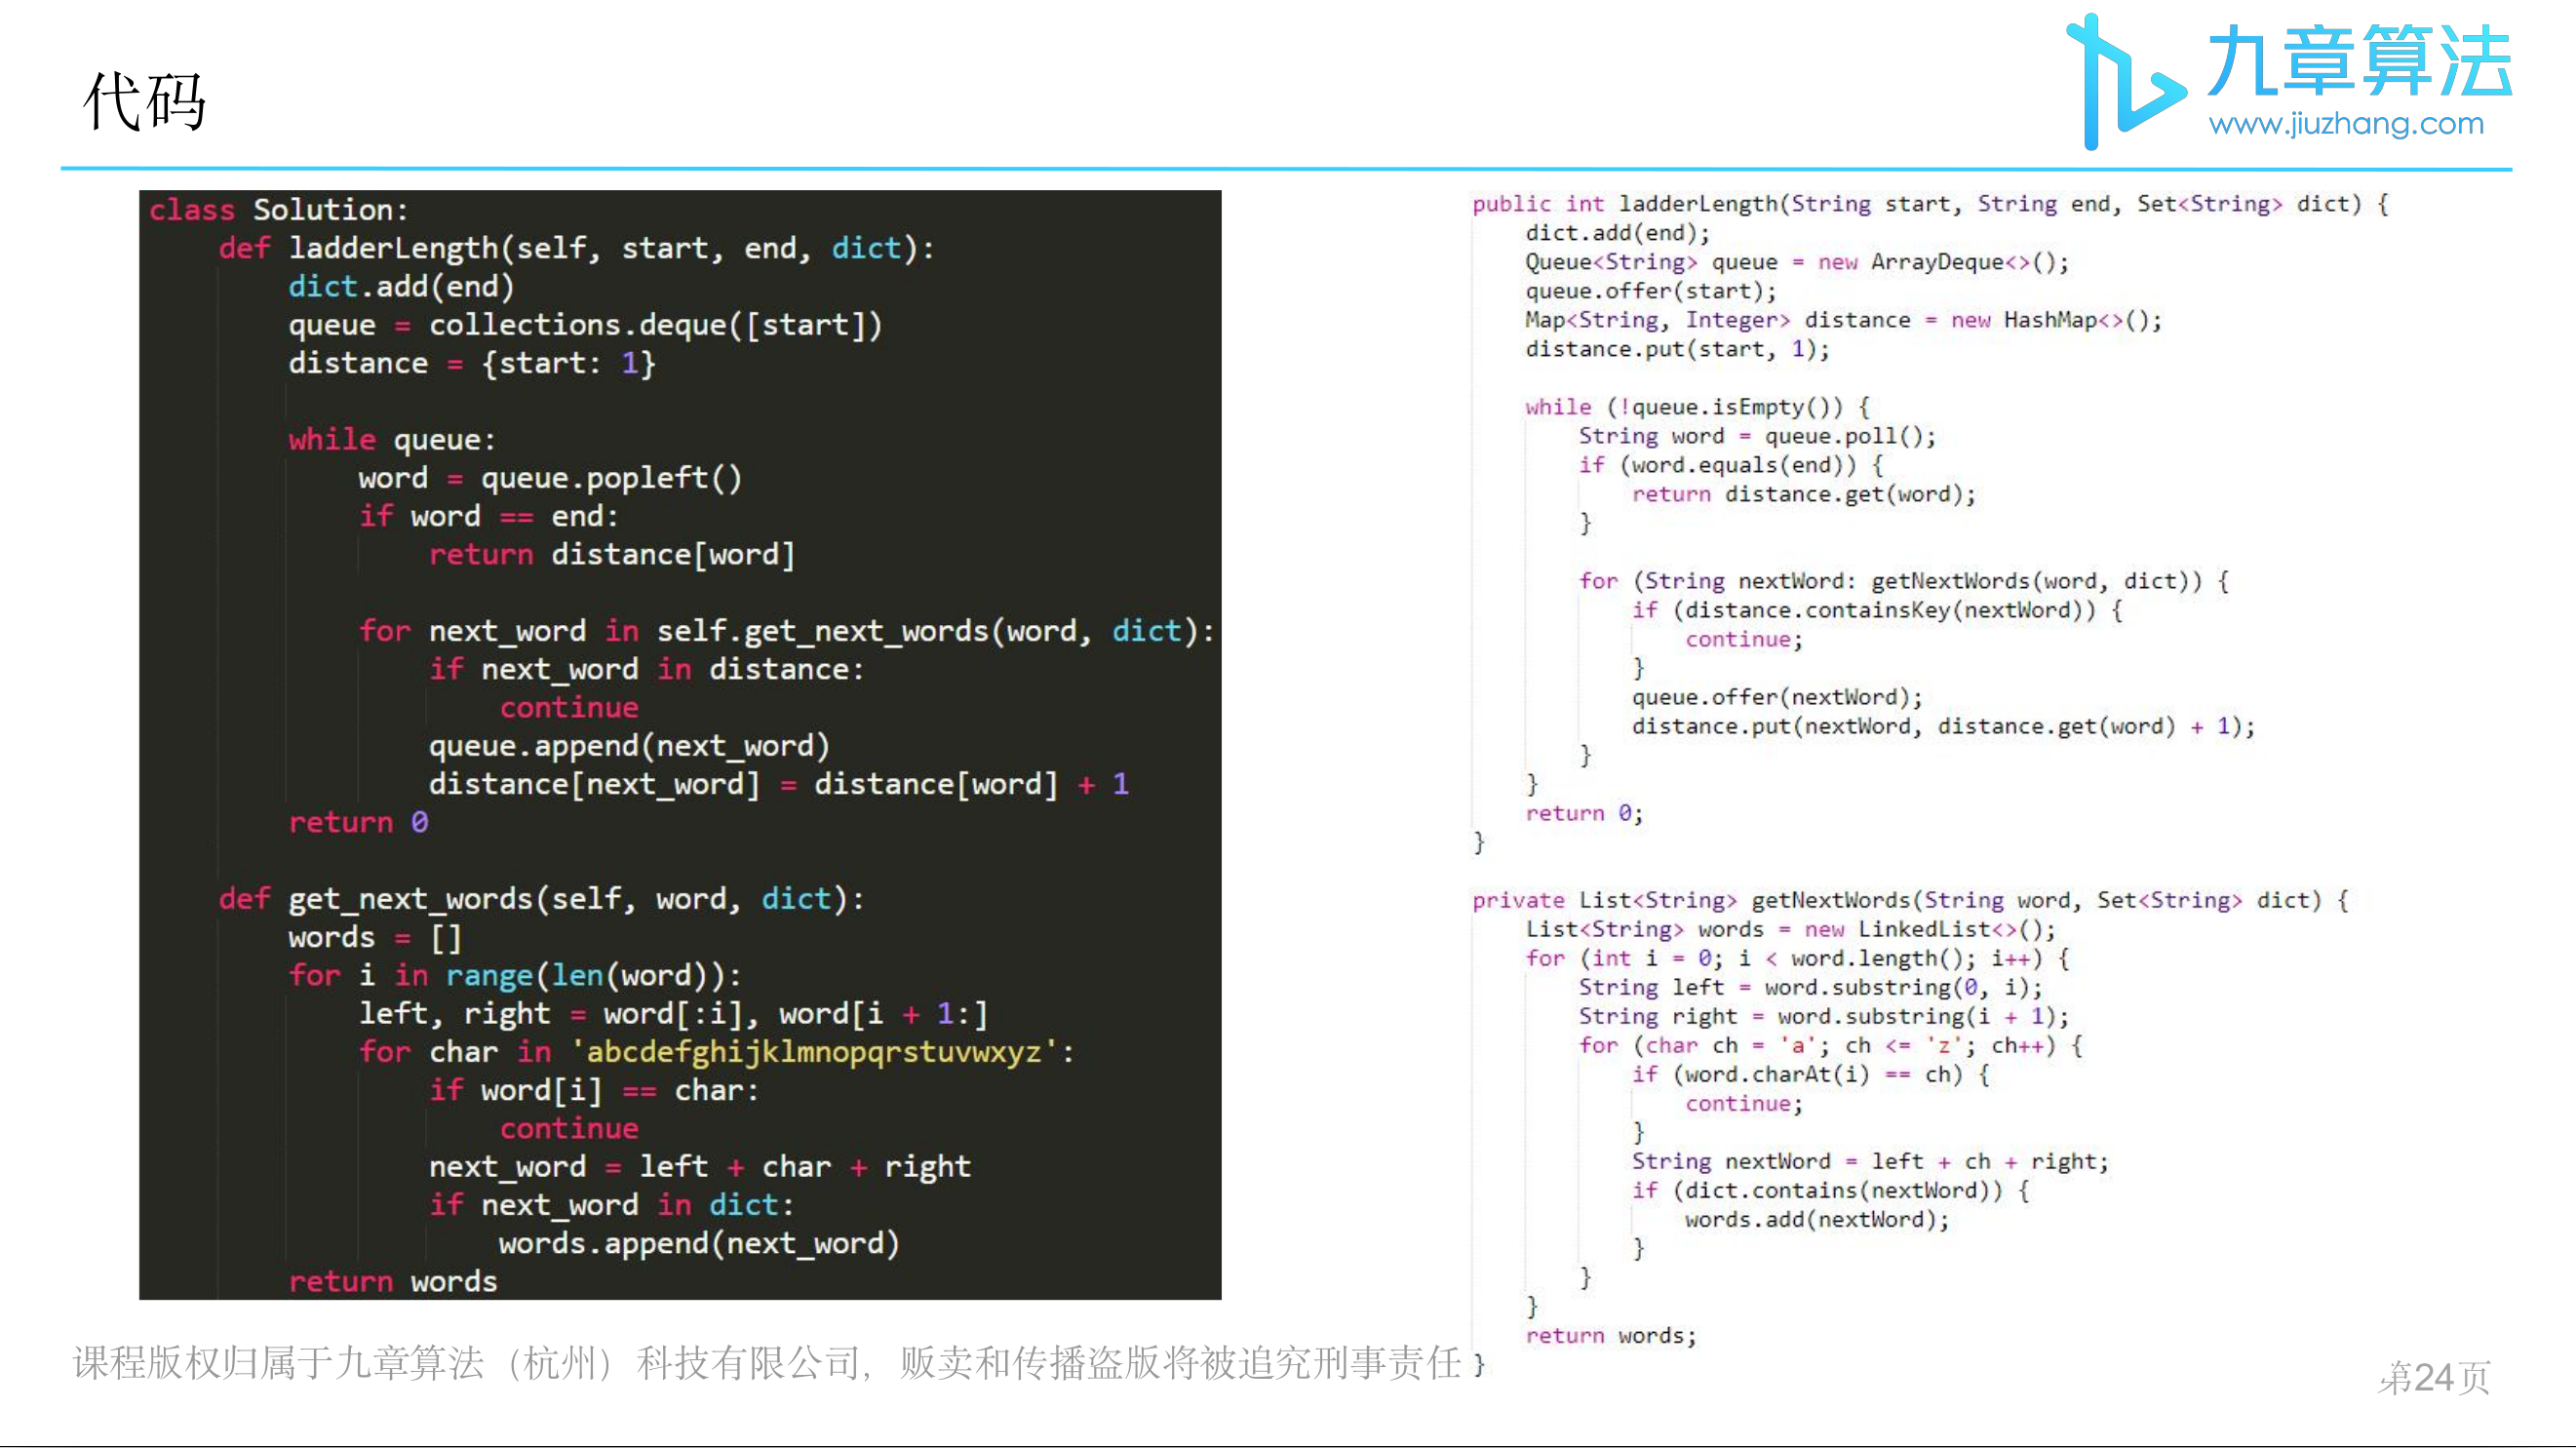 代码
九章算法
www.jiuzhang.com
class Solution:
    def ladderLength(self, start, end, dict):
        dict.add(end)
        queue = collections.deque([start])
        distance = {start: 1}

        while queue:
            word = queue.popleft()
            if word == end:
                return distance[word]

            for next_word in self.get_next_words(word, dict):
                if next_word in distance:
                    continue
                queue.append(next_word)
                distance[next_word] = distance[word] + 1
        return 0

    def get_next_words(self, word, dict):
        words = []
        for i in range(len(word)):
            left, right = word[:i], word[i + 1:]
            for char in 'abcdefghijklmnopqrstuvwxyz':
                if word[i] == char:
                    continue
                next_word = left + char + right
                if next_word in dict:
                    words.append(next_word)
        return words
public int ladderLength(String start, String end, Set<String> dict) {
    dict.add(end);
    Queue<String> queue = new ArrayDeque<>();
    queue.offer(start);
    Map<String, Integer> distance = new HashMap<>();
    distance.put(start, 1);

    while (!queue.isEmpty()) {
        String word = queue.poll();
        if (word.equals(end)) {
            return distance.get(word);
        }

        for (String nextWord: getNextWords(word, dict)) {
            if (distance.containsKey(nextWord)) {
                continue;
            }
            queue.offer(nextWord);
            distance.put(nextWord, distance.get(word) + 1);
        }
    }
    return 0;
}

private List<String> getNextWords(String word, Set<String> dict) {
    List<String> words = new LinkedList<>();
    for (int i = 0; i < word.length(); i++) {
        String left = word.substring(0, i);
        String right = word.substring(i + 1);
        for (char ch = 'a'; ch <= 'z'; ch++) {
            if (word.charAt(i) == ch) {
                continue;
            }
            String nextWord = left + ch + right;
            if (dict.contains(nextWord)) {
                words.add(nextWord);
            }
        }
    }
    return words;
}
课程版权归属于九章算法（杭州）科技有限公司，贩卖和传播盗版将被追究刑事责任
第24页